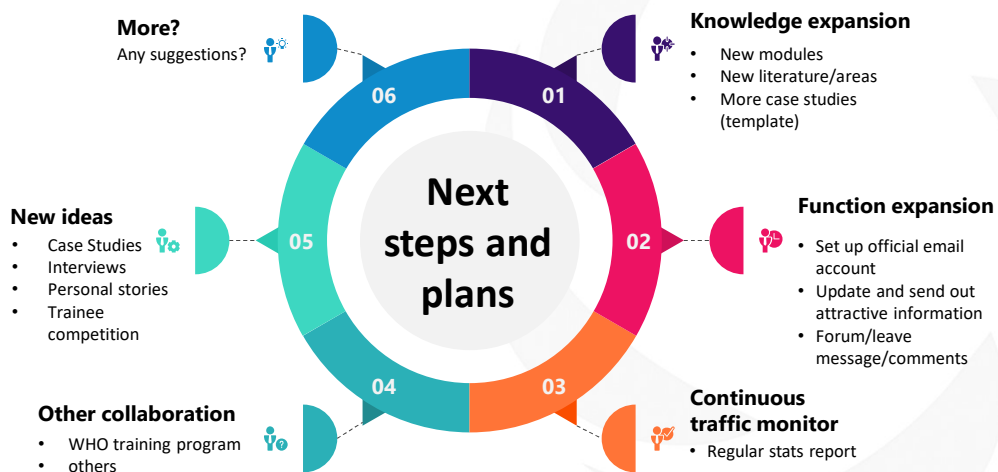 Next
steps and
plans
01
Knowledge expansion
• New modules
• New literature/areas
• More case studies
(template)
02
Function expansion
• Set up official email
account
• Update and send out
attractive information
• Forum/leave
message/comments
03
Continuous
traffic monitor
• Regular stats report
04
Other collaboration
• WHO training program
• others
05
New ideas
• Case Studies
• Interviews
• Personal stories
• Trainee
competition
06
More?
Any suggestions?